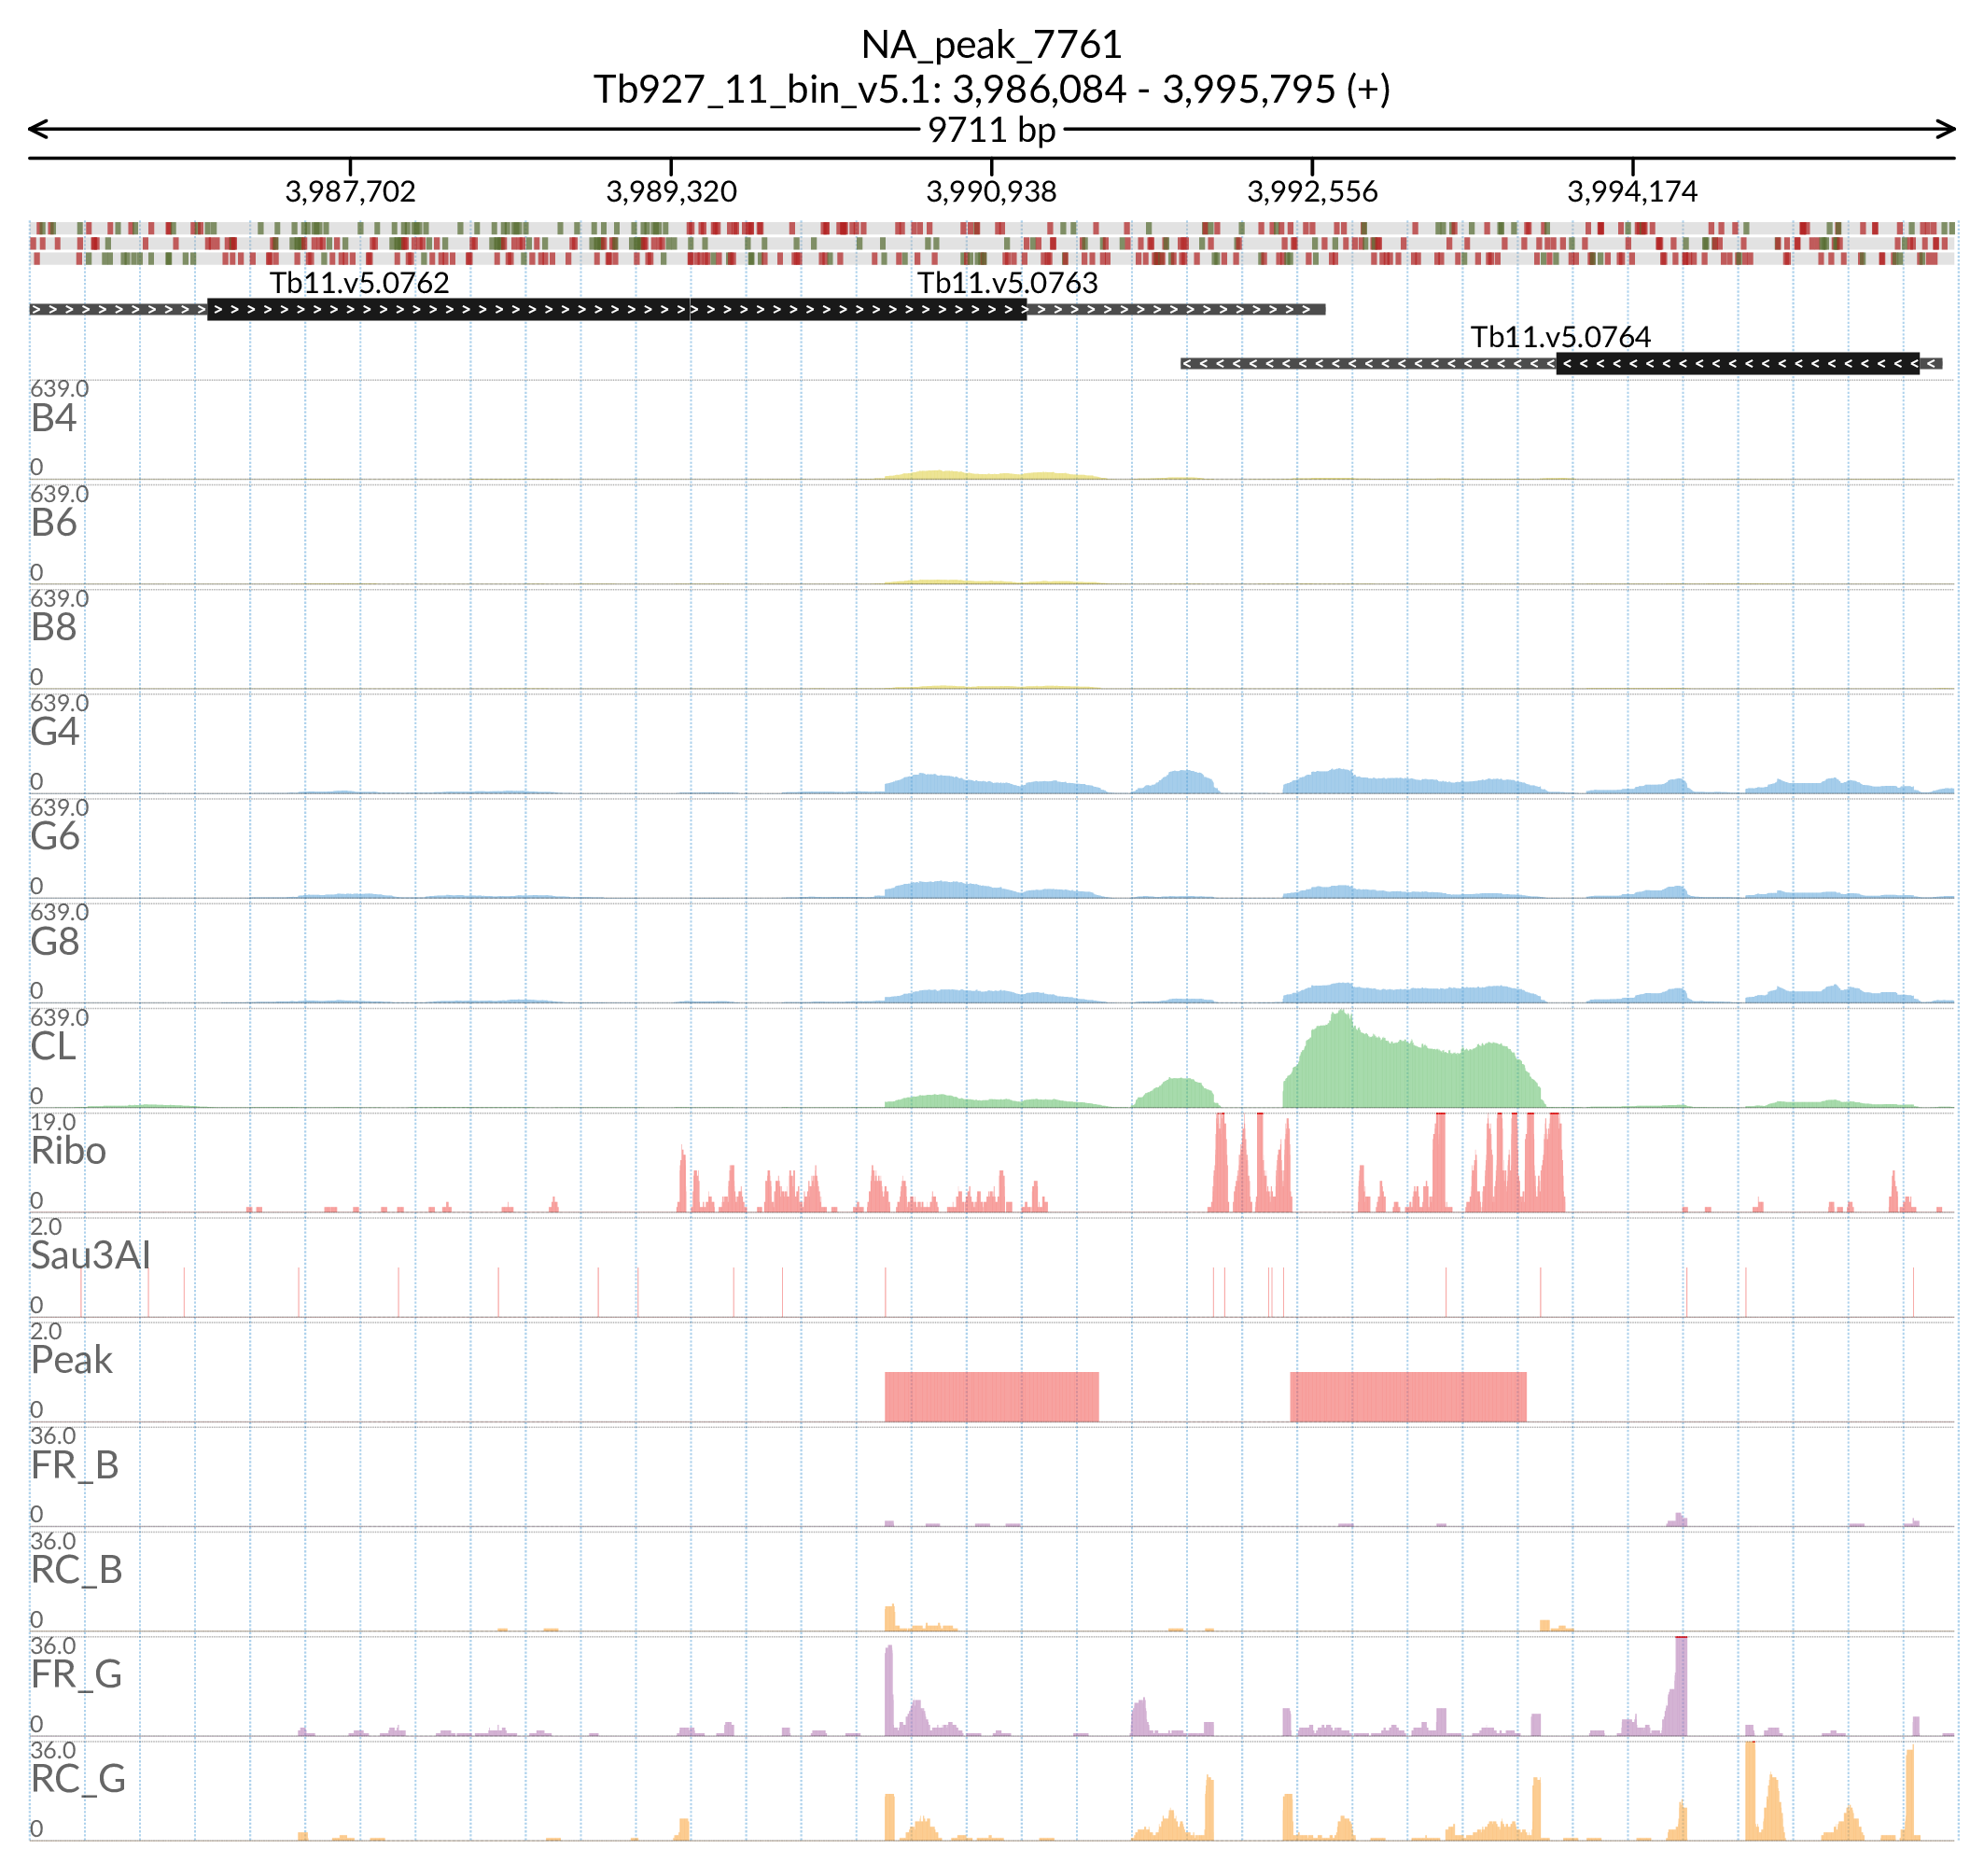 NA_peak_7761
Tb927_11_bin_v5.1: 3,986,084 - 3,995,795 (+)
9711 bp
3,987,702 3,989,320 3,990,938 3,992,556 3,994,174
Tb11.v5.0762 Tb11.v5.0763
Tb11.v5.0764
639.0
B4
0
639.0
B6
0
639.0
B8
0
639.0
G4
0
639.0
G6
0
639.0
G8
0
639.0
CL
0
19.0
Ribo
0
2.0
Sau3AI
0
2.0
Peak
0
36.0
FR_B
0
36.0
RC_B
0
36.0
FR_G
0
36.0
RC_G
0